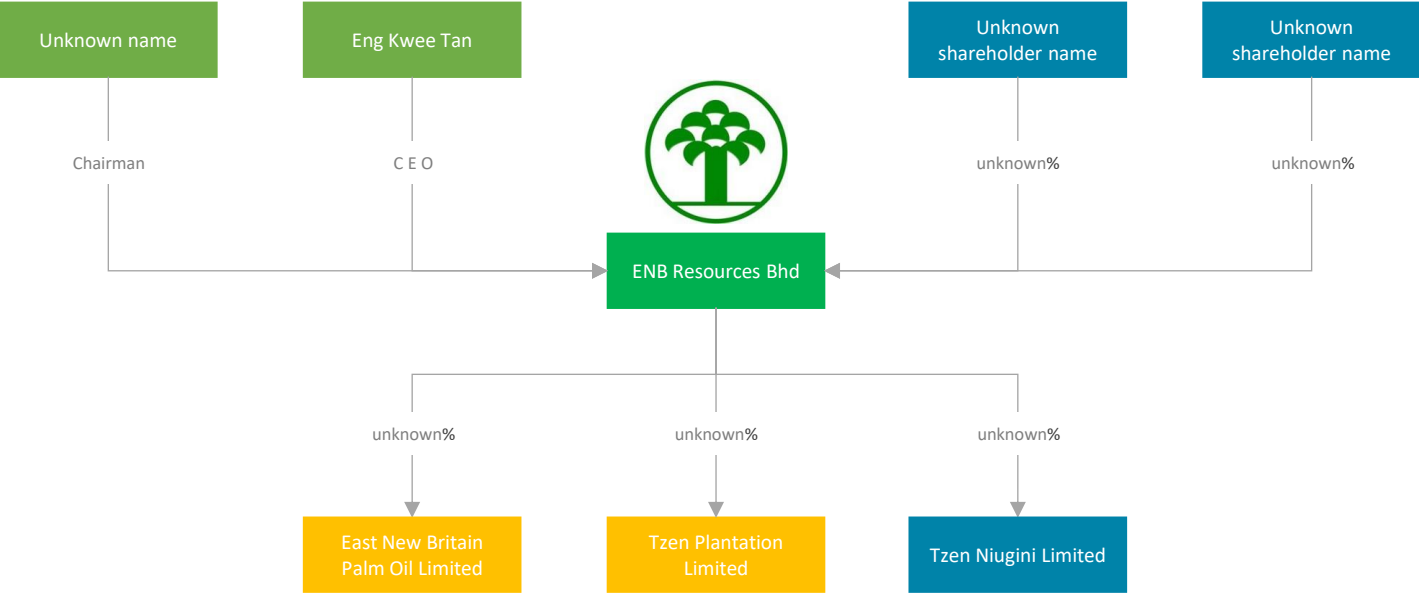 Unknown name
Eng Kwee Tan
Unknown
shareholder name
Unknown
shareholder name
Chairman
C E O
unknown%
unknown%
ENB Resources Bhd
unknown%
unknown%
unknown%
East New Britain
Palm Oil Limited
Tzen Plantation
Limited
Tzen Niugini Limited